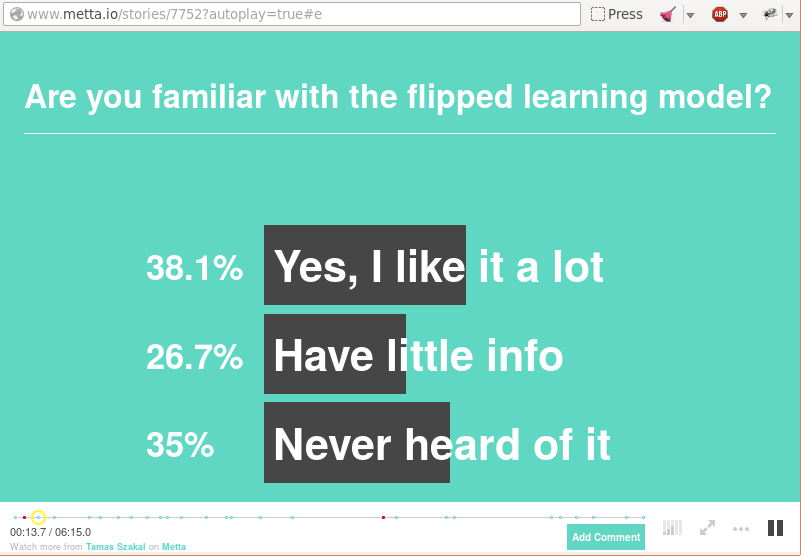 www.metta.io/stories/7752?autoplay=true#e
Press
ABP
Are you familiar with the flipped learning model?
38.1% Yes, I like it a lot
26.7% Have little info
35% Never heard of it
00:13.7 / 06:15.0
Add Comment
Watch more from Tamas Szakal on Metta